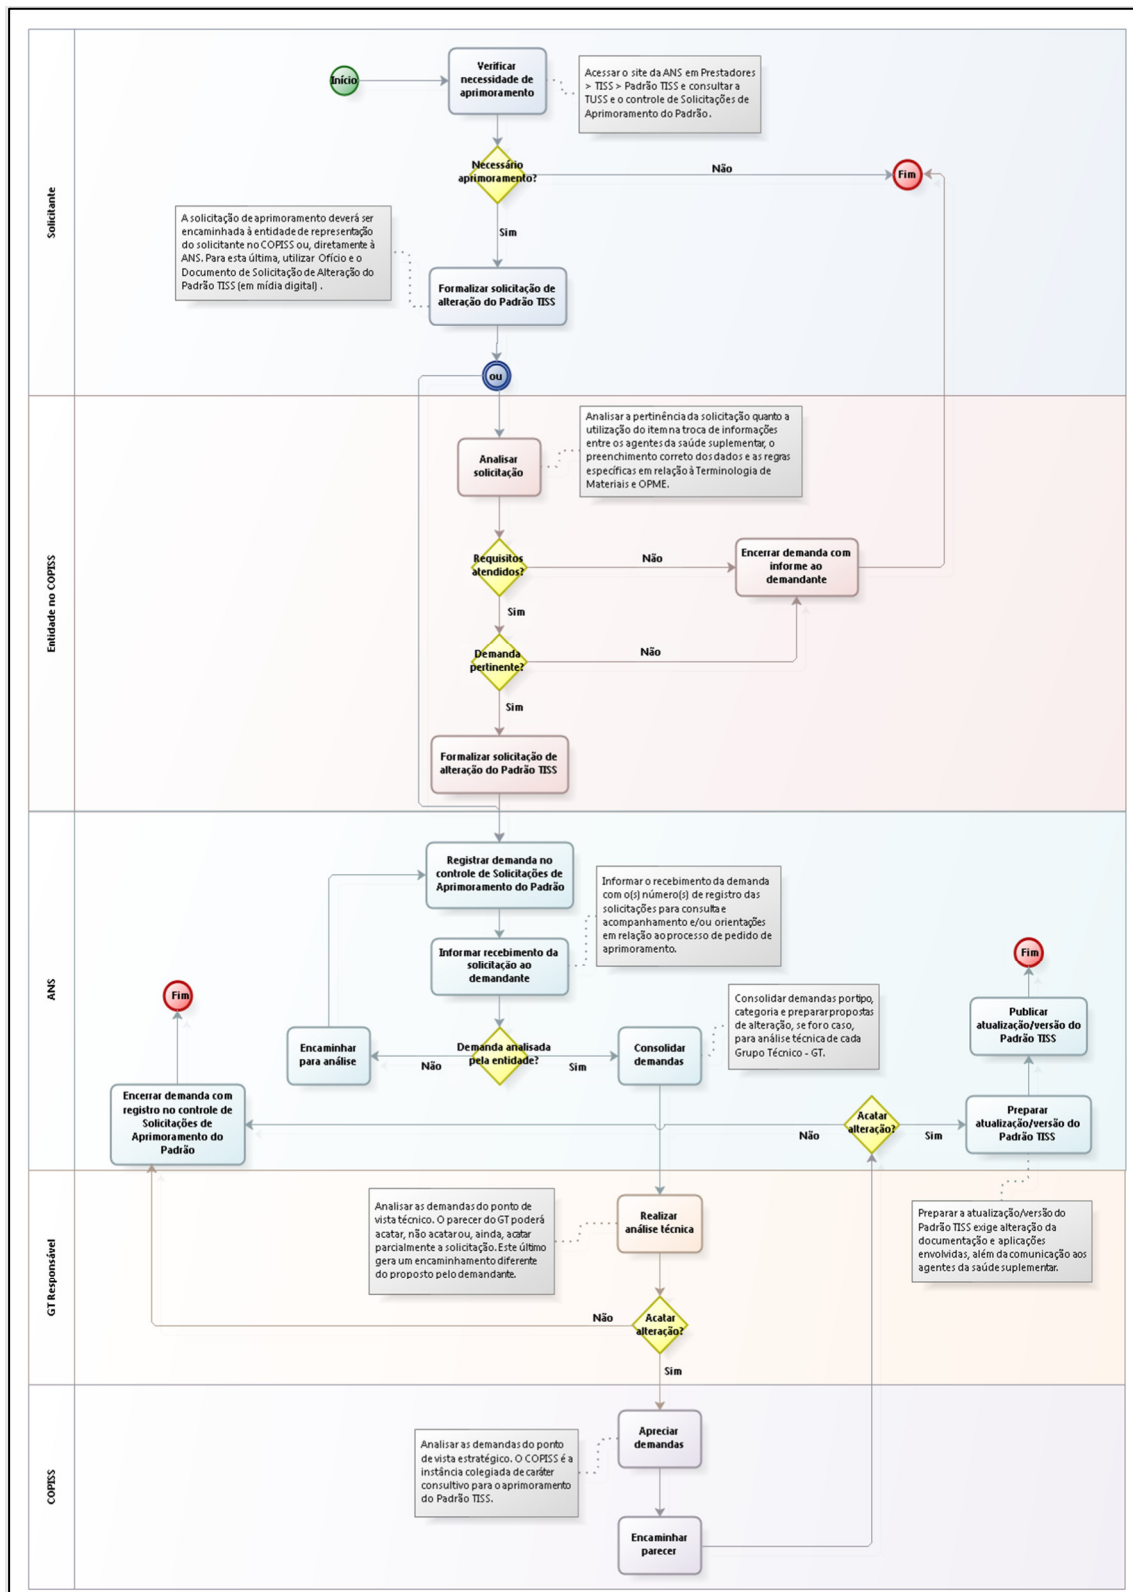 Solicitante
Início
Verificar
necessidade de
aprimoramento
Acessar o site da ANS em Prestadores
> TISS > Padrão TISS e consultar a
TUSS e o controle de Solicitações de
Aprimoramento do Padrão.
Necessário
aprimoramento?
Não
Fim
Sim
A solicitação de aprimoramento deverá ser
encaminhada à entidade de representação
do solicitante no COPISS ou, diretamente à
ANS. Para esta última, utilizar Ofício e o
Documento de Solicitação de Alteração do
Padrão TISS (em mídia digital) .
Formalizar solicitação de
alteração do Padrão TISS
ou
Entidade no COPISS
Analisar a pertinência da solicitação quanto a
utilização do item na troca de informações
entre os agentes da saúde suplementar, o
preenchimento correto dos dados e as regras
específicas em relação à Terminologia de
Materiais e OPME.
Analisar
solicitação
Requisitos
atendidos?
Não
Encerrar demanda com
informe ao
demandante
Sim
Demanda
pertinente?
Não
Sim
Formalizar solicitação de
alteração do Padrão TISS
ANS
Registrar demanda no
controle de Solicitações de
Aprimoramento do Padrão
Informar o recebimento da demanda
com o(s) número(s) de registro das
solicitações para consulta e
acompanhamento e/ou orientações
em relação ao processo de pedido de
aprimoramento.
Informar recebimento da
solicitação ao
demandante
Fim
Fim
Consolidar demandas por tipo,
categoria e preparar propostas
de alteração, se for o caso,
para análise técnica de cada
Grupo Técnico - GT.
Publicar
atualização/versão do
Padrão TISS
Encaminhar
para análise
Não
Demanda analisada
pela entidade?
Sim
Consolidar
demandas
Encerrar demanda com
registro no controle de
Solicitações de
Aprimoramento do
Padrão
Não
Acatar
alteração?
Sim
Preparar
atualização/versão do
Padrão TISS
GT Responsável
Analisar as demandas do ponto de
vista técnico. O parecer do GT poderá
acatar, não acatar ou, ainda, acatar
parcialmente a solicitação. Este último
gera um encaminhamento diferente
do proposto pelo demandante.
Realizar
análise técnica
Preparar a atualização/versão do
Padrão TISS exige alteração da
documentação e aplicações
envolvidas, além da comunicação aos
agentes da saúde suplementar.
Não
Acatar
alteração?
Sim
COPISS
Analisar as demandas do ponto
de vista estratégico. O COPISS é a
instância colegiada de caráter
consultivo para o aprimoramento
do Padrão TISS.
Apreciar
demandas
Encaminhar
parecer